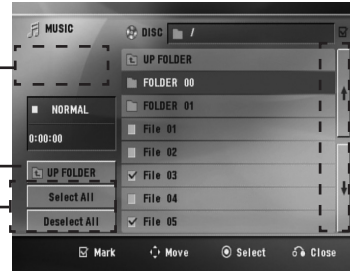 MUSIC
DISC /
UP FOLDER
FOLDER 00
FOLDER 01
NORMAL
File 01
0:00:00
File 02
UP FOLDER
File 03
Select All
File 04
Deselect All
File 05
Mark Move Select Close